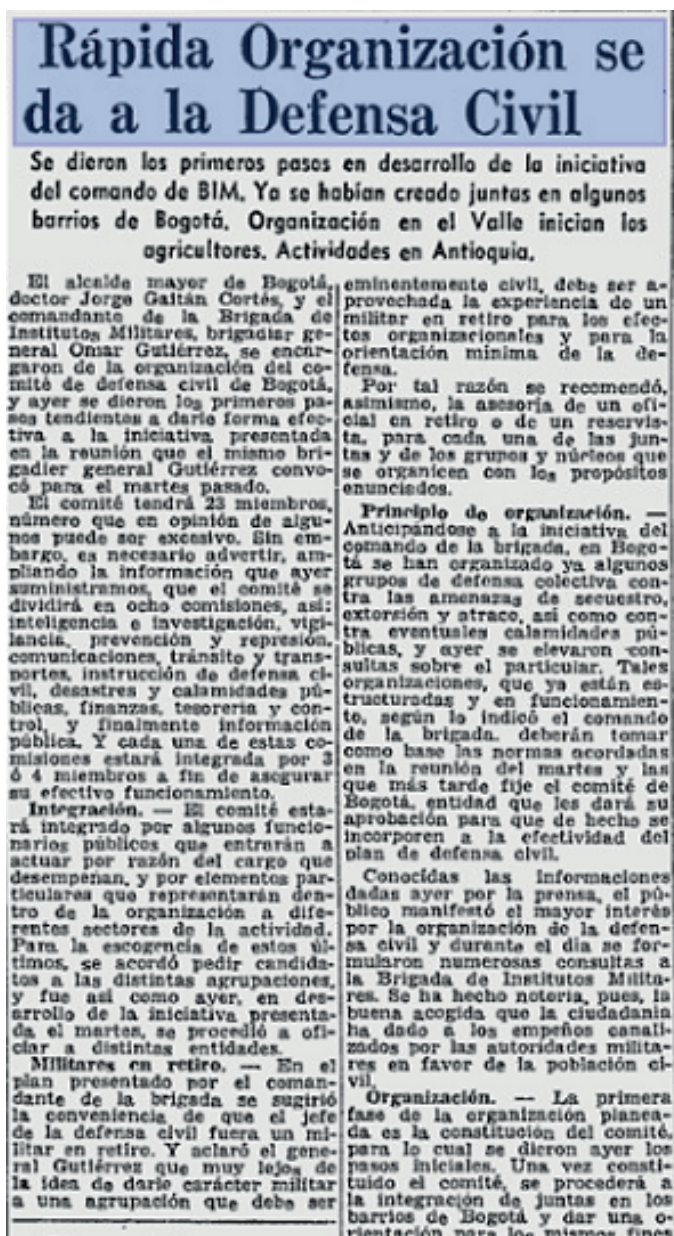 Rápida Organización se
da a la Defensa Civil
Se dieron los primeros pasos en desarrollo de la iniciativa
del comando de BIM. Ya se habían creado juntas en algunos
barrios de Bogotá. Organización en el Valle inician los
agricultores. Actividades en Antioquia.
El alcalde mayor de Bogotá,
doctor Jorge Gaitán Cortés, y el
comandante de la Brigada de
Institutos Militares, brigadier ge-
neral Omar Gutiérrez, se encar-
garon de la organización del co-
mité de defensa civil de Bogotá,
y ayer se dieron los primeros pa-
sos tendientes a darle forma efec-
tiva a la iniciativa presentada
en la reunión que el mismo bri-
gadier general Gutiérrez convo-
có para el martes pasado.
El comité tendrá 23 miembros,
número que en opinión de algu-
nos puede ser excesivo. Sin em-
bargo, es necesario advertir, am-
pliando la información que ayer
suministramos, que el comité se
dividirá en ocho comisiones, así:
inteligencia e investigación, vigi-
lancia, prevención y represión,
comunicaciones, tránsito y trans-
portes, instrucción de defensa ci-
vil, desastres y calamidades pú-
blicas, finanzas, tesorería y con-
trol, y finalmente información
pública. Y cada una de estas co-
misiones estará integrada por 3
ó 4 miembros a fin de asegurar
su efectivo funcionamiento.
Integración. — El comité esta-
rá integrado por algunos funcio-
narios públicos que entrarán a
actuar por razón del cargo que
desempeñan, y por elementos par-
ticulares que representarán den-
tro de la organización a dife-
rentes sectores de la actividad.
Para la escogencia de estos úl-
timos, se acordó pedir candida-
tos a las distintas agrupaciones,
y fue así como ayer, en des-
arrollo de la iniciativa presenta-
da el martes, se procedió a ofi-
ciar a distintas entidades.
Militares en retiro. — En el
plan presentado por el coman-
dante de la brigada se sugirió
la conveniencia de que el jefe
de la defensa civil fuera un mi-
litar en retiro. Y aclaró el gene-
ral Gutiérrez que muy lejos de
la idea de darle carácter militar
a una agrupación que debe ser
eminentemente civil, debe ser a-
provechada la experiencia de un
militar en retiro para los efec-
tos organizacionales y para la
orientación mínima de la de-
fensa.
Por tal razón se recomendó,
asimismo, la asesoría de un ofi-
cial en retiro o de un reservis-
ta, para cada una de las jun-
tas y de los grupos y núcleos que
se organicen con los propósitos
enunciados.
Principio de organización. —
Anticipándose a la iniciativa del
comando de la brigada, en Bogo-
tá se han organizado ya algunos
grupos de defensa colectiva con-
tra las amenazas de secuestro,
extorsión y atraco, así como con-
tra eventuales calamidades pú-
blicas, y ayer se elevaron con-
sultas sobre el particular. Tales
organizaciones, que ya están es-
tructuradas y en funcionamien-
to, según lo indicó el comando
de la brigada, deberán tomar
como base las normas acordadas
en la reunión del martes y las
que más tarde fije el comité de
Bogotá, entidad que les dará su
aprobación para que de hecho se
incorporen a la efectividad del
plan de defensa civil.
Conocidas las informaciones
dadas ayer por la prensa, el pú-
blico manifestó el mayor interés
por la organización de la defen-
sa civil y durante el día se for-
mularon numerosas consultas a
la Brigada de Institutos Milita-
res. Se ha hecho notoria, pues, la
buena acogida que la ciudadanía
ha dado a los empeños canali-
zados por las autoridades milita-
res en favor de la población ci-
vil.
Organización. — La primera
fase de la organización planea-
da es la constitución del comité,
para lo cual se dieron ayer los
pasos iniciales. Una vez consti-
tuido el comité, se procederá a
la integración de juntas en los
barrios de Bogotá y dar una o-
rientación para los mismos fines